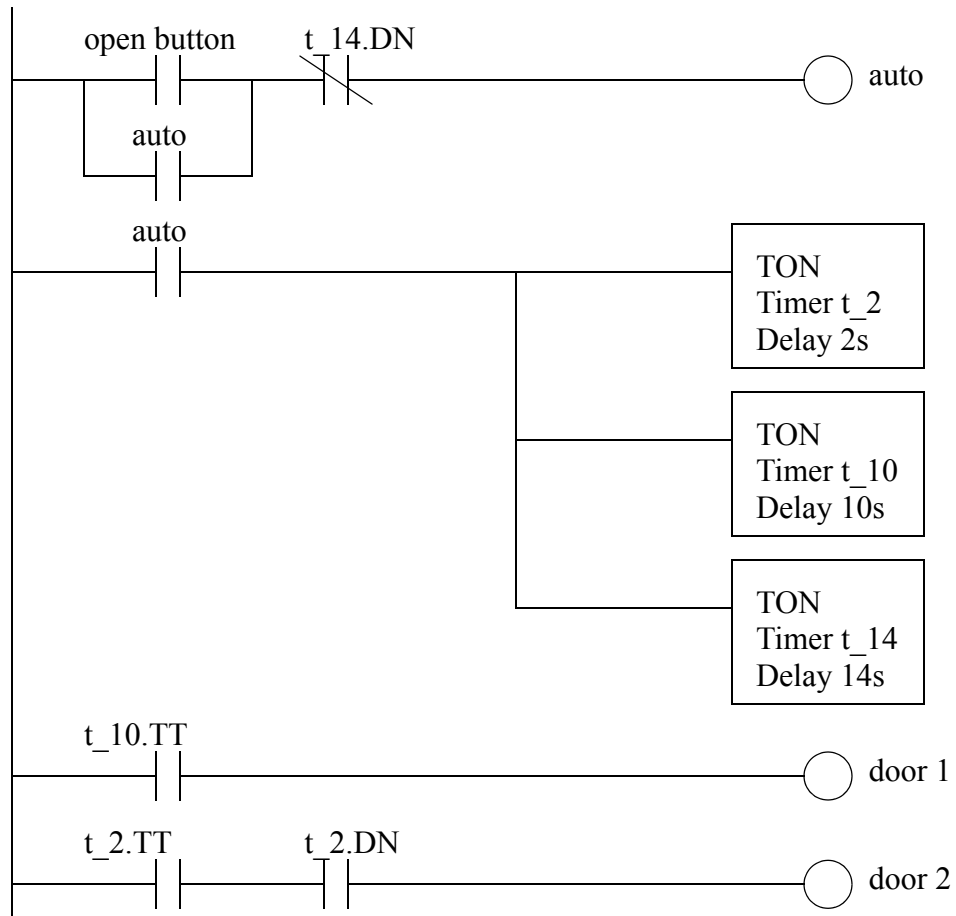 open button t_14.DN
auto
auto
auto
TON
Timer t_2
Delay 2s
TON
Timer t_10
Delay 10s
TON
Timer t_14
Delay 14s
t_10.TT
door 1
t_2.TT t_2.DN
door 2